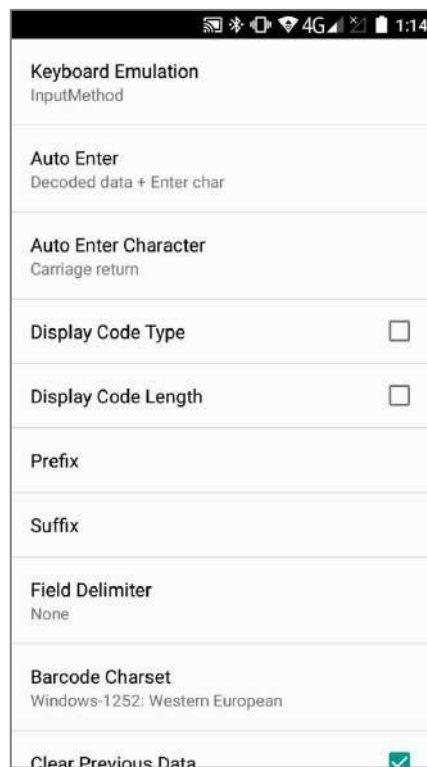 4G 1:14
Keyboard Emulation
InputMethod
Auto Enter
Decoded data + Enter char
Auto Enter Character
Carriage return
Display Code Type
Display Code Length
Prefix
Suffix
Field Delimiter
None
Barcode Charset
Windows-1252: Western European
Clear Previous Data